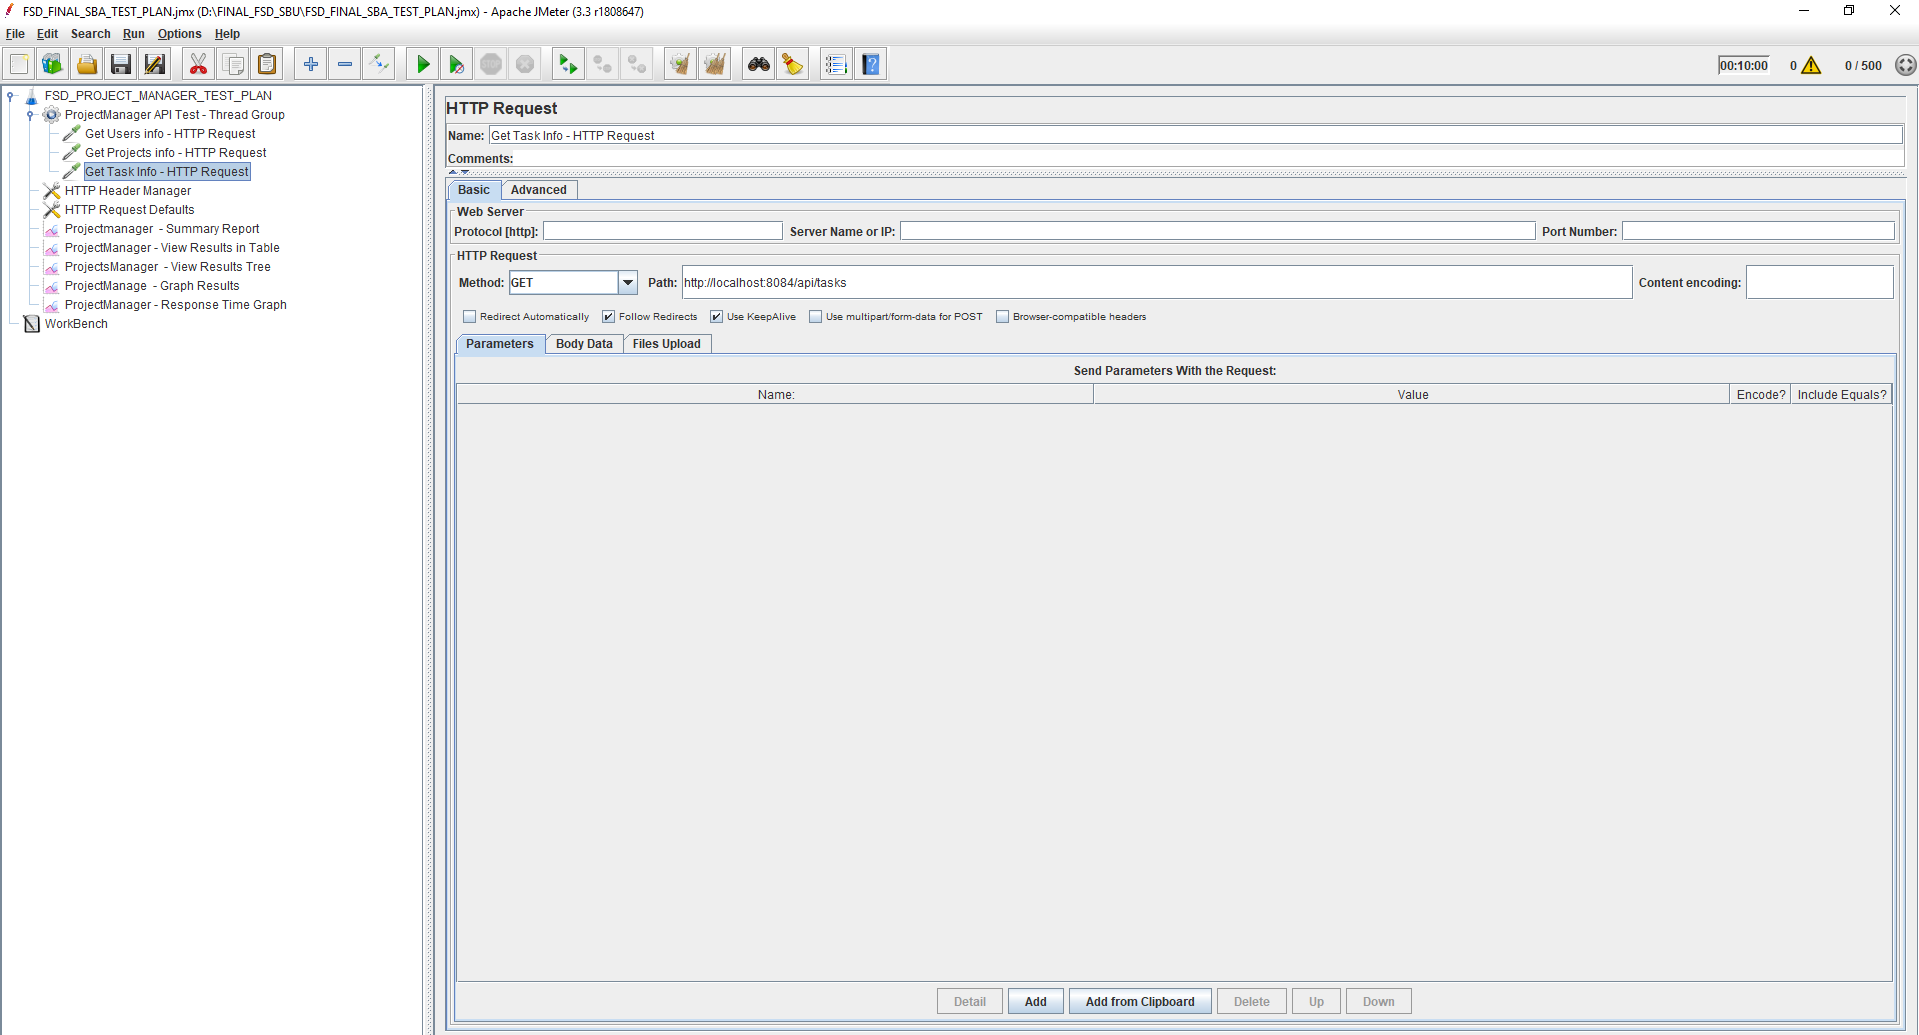 FSD_FINAL_SBA_TEST_PLAN.jmx (D:\FINAL_FSD_SBU\FSD_FINAL_SBA_TEST_PLAN.jmx) - Apache JMeter (3.3 r1808647)
File Edit Search Run Options Help
STOP ? 00:10:00 0 0 / 500
FSD_PROJECT_MANAGER_TEST_PLAN
ProjectManager API Test - Thread Group
Get Users info - HTTP Request
Get Projects info - HTTP Request
Get Task Info - HTTP Request
HTTP Header Manager
HTTP Request Defaults
Projectmanager  - Summary Report
ProjectManager - View Results in Table
ProjectsManager  - View Results Tree
ProjectManage  - Graph Results
ProjectManager - Response Time Graph
WorkBench
HTTP Request
Name: Get Task Info - HTTP Request
Comments:
Basic Advanced
Web Server
Protocol [http]: Server Name or IP: Port Number:
HTTP Request
Method: GET Path: http://localhost:8084/api/tasks Content encoding:
Redirect Automatically Follow Redirects Use KeepAlive Use multipart/form-data for POST Browser-compatible headers
Parameters Body Data Files Upload
Send Parameters With the Request:
Name: Value Encode? Include Equals?
Detail Add Add from Clipboard Delete Up Down